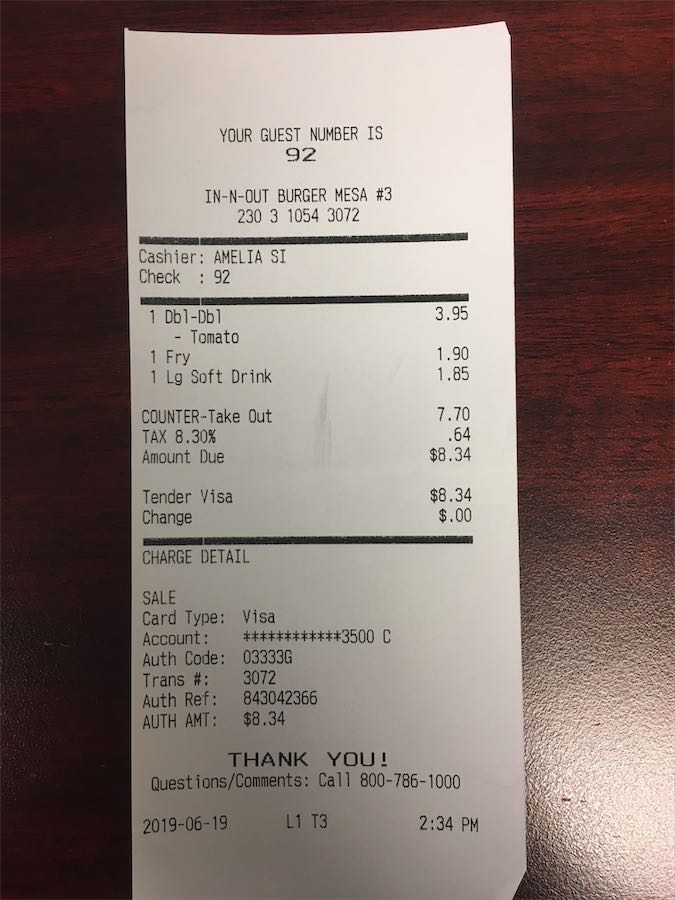 YOUR GUEST NUMBER IS
92
IN-N-OUT BURGER MESA #3
230 3 1054 3072
Cashier: AMELIA SI
Check : 92
1 Dbl-Dbl 3.95
- Tomato
1 Fry 1.90
1 Lg Soft Drink 1.85
COUNTER-Take Out 7.70
TAX 8.30% .64
Amount Due $8.34
Tender Visa $8.34
Change $.00
CHARGE DETAIL
SALE
Card Type: Visa
Account: ************3500 C
Auth Code: 03333G
Trans #: 3072
Auth Ref: 843042366
AUTH AMT: $8.34
THANK YOU!
Questions/Comments: Call 800-786-1000
2019-06-19 L1 T3 2:34 PM